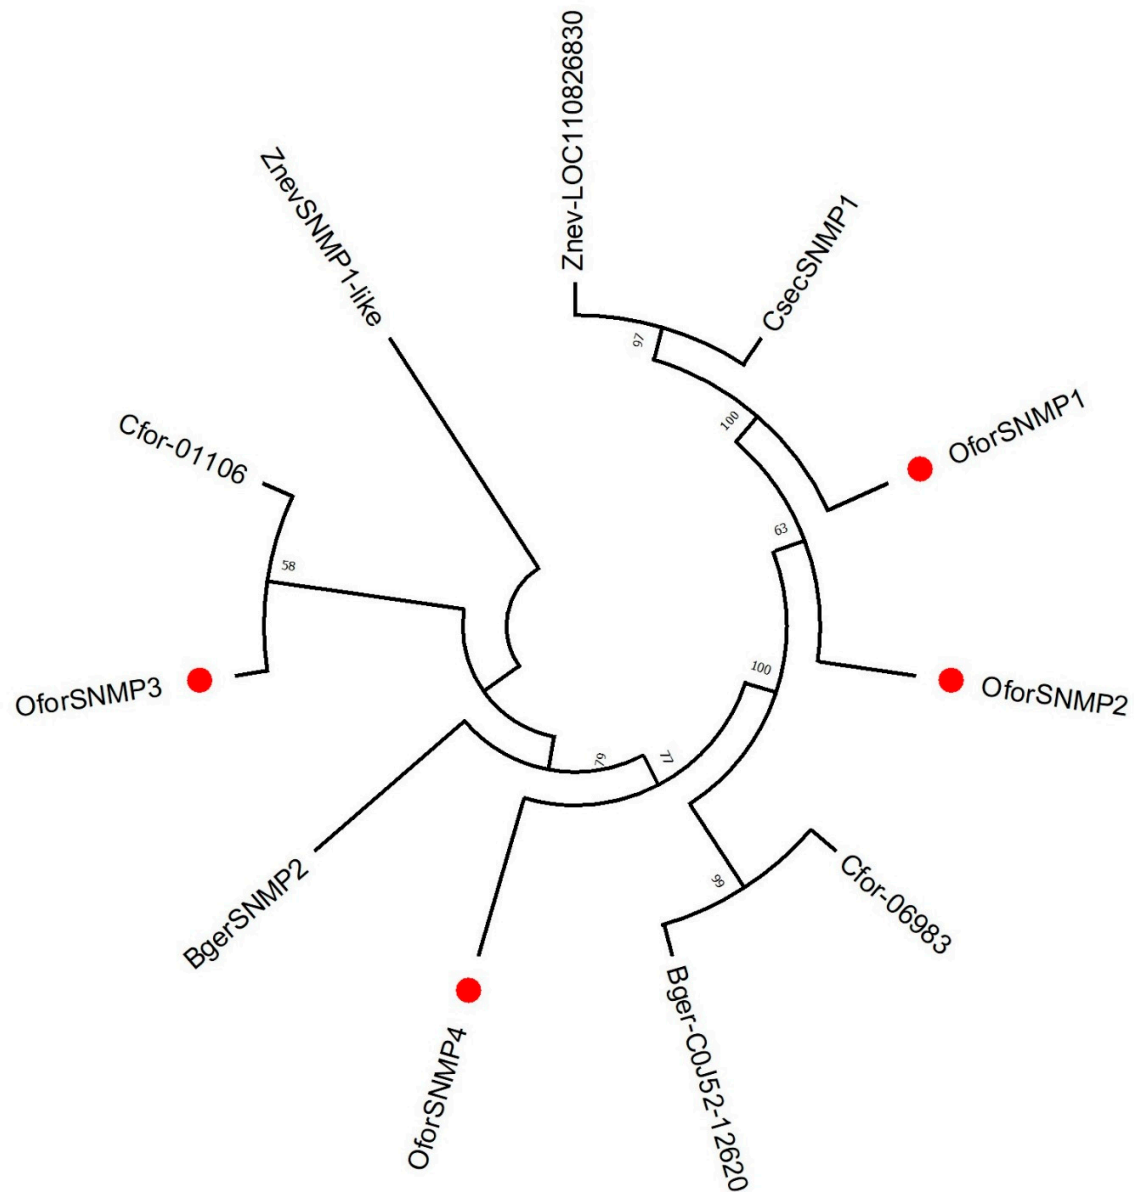 Znev-LOC110826830
CsecSNMP1
OforSNMP1
OforSNMP2
Cfor-06983
Bger-C0J52-12620
OforSNMP4
BgerSNMP2
OforSNMP3
Cfor-01106
ZnevSNMP1-like
97
100
63
100
99
77
79
58